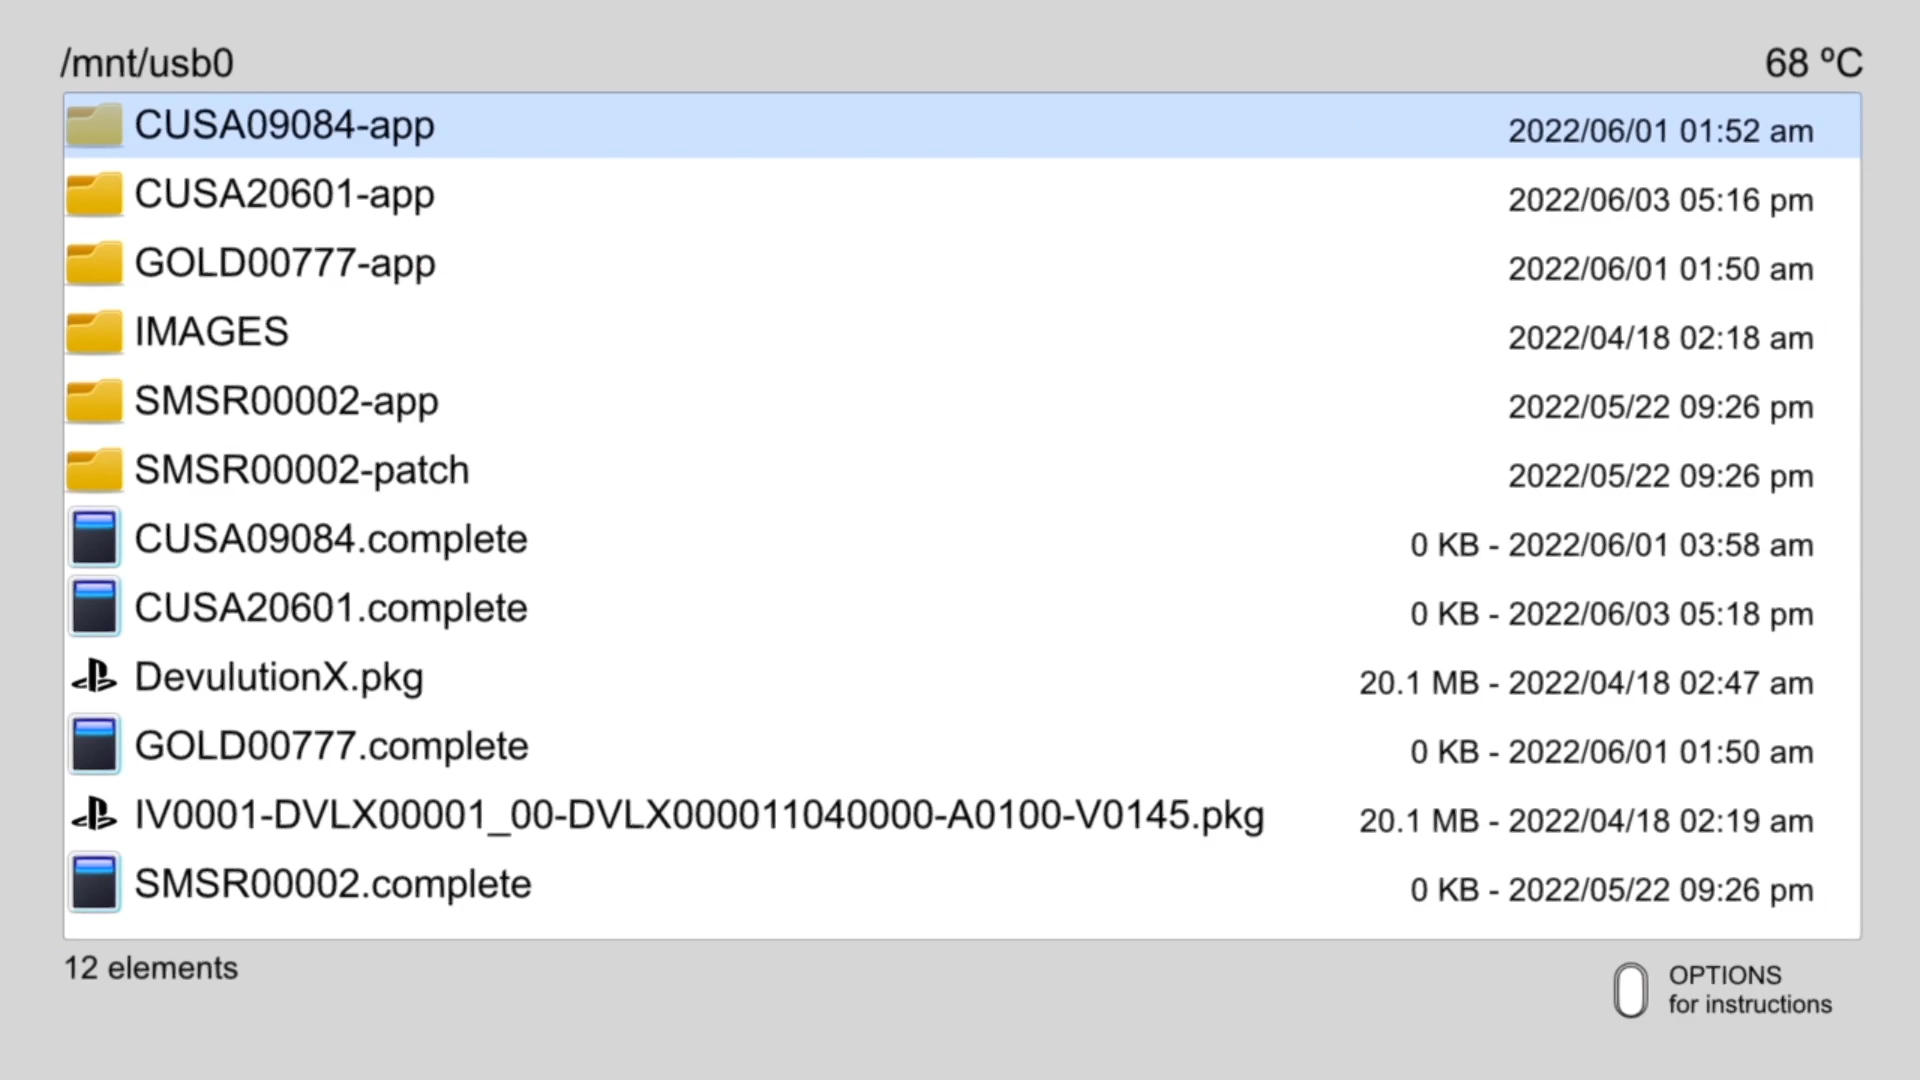 /mnt/usb0
68 ºC
CUSA09084-app 2022/06/01 01:52 am
CUSA20601-app 2022/06/03 05:16 pm
GOLD00777-app 2022/06/01 01:50 am
IMAGES 2022/04/18 02:18 am
SMSR00002-app 2022/05/22 09:26 pm
SMSR00002-patch 2022/05/22 09:26 pm
CUSA09084.complete 0 KB - 2022/06/01 03:58 am
CUSA20601.complete 0 KB - 2022/06/03 05:18 pm
DevulutionX.pkg 20.1 MB - 2022/04/18 02:47 am
GOLD00777.complete 0 KB - 2022/06/01 01:50 am
IV0001-DVLX00001_00-DVLX000011040000-A0100-V0145.pkg 20.1 MB - 2022/04/18 02:19 am
SMSR00002.complete 0 KB - 2022/05/22 09:26 pm
12 elements
OPTIONS
for instructions